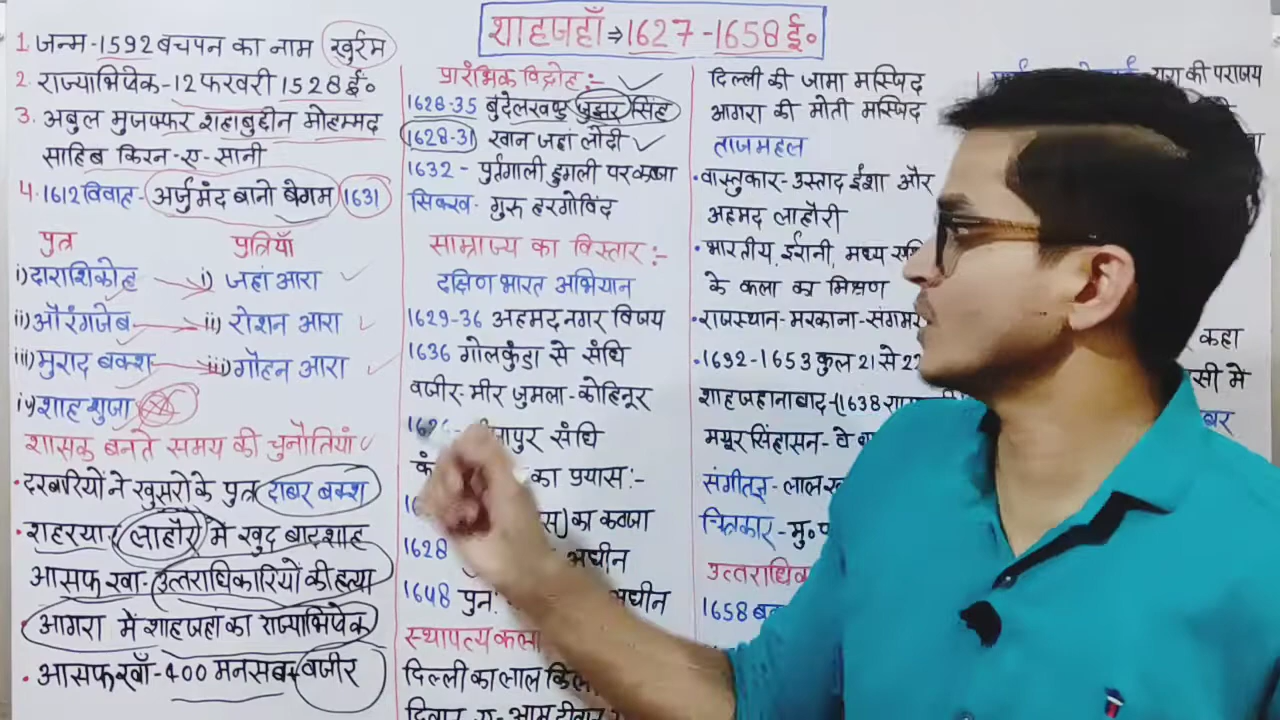 शाहजहाँ⇒1627-1658ई०
1. जन्म-1592 बचपन का नाम खुर्रम
2. राज्याभिषेक-12 फरवरी 1528ई०
3. अबुल मुजफ्फर शहाबुद्दीन मोहम्मद
साहिब किरन-ए-सानी
4.1612 विवाह- अर्जुमंद बानो बेगम 1631
पुत्र पुत्रियाँ
i) दाराशिकोह i) जहां आरा
ii) औरंगजेब ii) रोशन आरा
iii) मुराद बक्श iii) गौहन आरा
iv) शाह शुजा
शासक बनते समय की चुनौतियां
• दरबारियों ने खुसरो के पुत्र दाबर बक्श
• शहरयार लाहौर में खुद बादशाह
आसफ खां- उत्तराधिकारियों की हत्या
आगरा में शाहजहां का राज्याभिषेक
• आसफ खाँ-400 मनसब+ वजीर
प्रारंभिक विद्रोह:-
1628-35 बुंदेलखण्ड जुझार सिंह
1628-31 खान जहां लोदी
1632 - पुर्तगाली हुगली पर कब्जा
सिक्ख- गुरु हरगोविंद
साम्राज्य का विस्तार:-
दक्षिण भारत अभियान
1629-36 अहमदनगर विजय
1636 गोलकुंडा से संधि
वजीर-मीर जुमला-कोहिनूर
संधि
का प्रयास:-
का कब्जा
1628 अधीन
1648 पुन: अधीन
स्थापत्य कला
दिल्ली का लाल किला
दिल्ली की जामा मस्जिद
आगरा की मोती मस्जिद
ताजमहल
• वास्तुकार- उस्ताद ईशा और
अहमद लाहौरी
• भारतीय, ईरानी, मध्य
के कला का मिश्रण
• राजस्थान-मरकाना-संगमर
• 1632-1653 कुल 21 से 22
शाहजहानाबाद-(1638
मयूर सिंहासन-
संगीतज्ञ-
चित्रकार -मु०
उत्तराधिक
1658
की पराजय
कहा